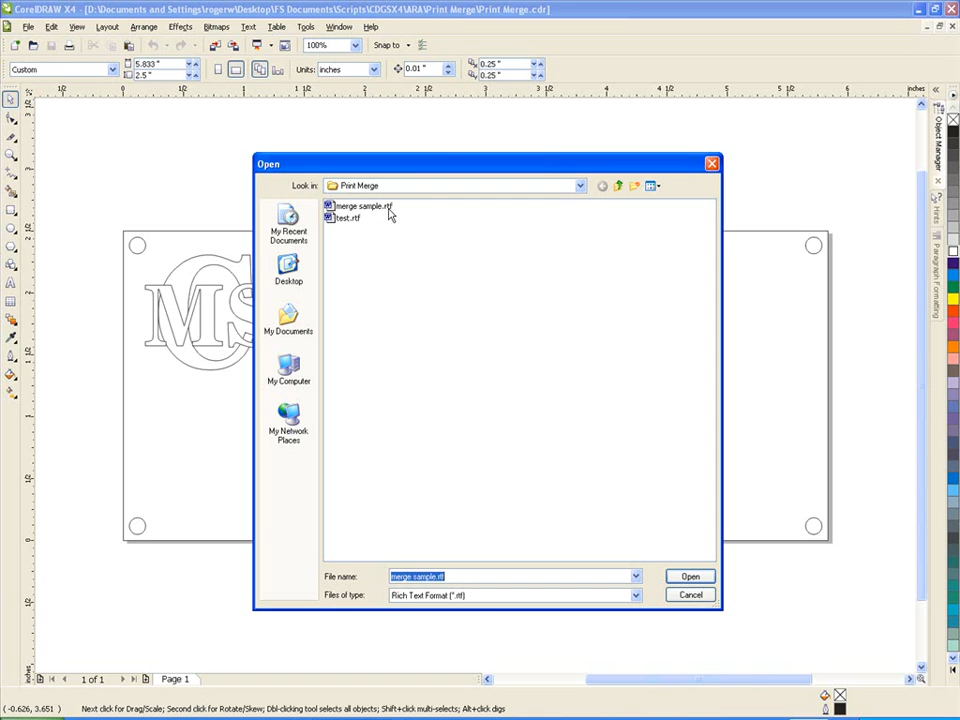 CorelDRAW X4 - [D:\Documents and Settings\rogerw\Desktop\FS Documents\Scripts\CDGSX4\ARA\Print Merge\Print Merge.cdr]
File Edit View Layout Arrange Effects Bitmaps Text Table Tools Window Help
100% Snap to
Custom 5.833 " 2.5 " Units: inches 0.01 " 0.25 " 0.25 "
inches
Open
Look in: Print Merge
merge sample.rtf
test.rtf
My Recent
Documents
Desktop
My Documents
My Computer
My Network
Places
File name: merge sample.rtf Open
Files of type: Rich Text Format (*.rtf) Cancel
MS
Object Manager
Hints
Paragraph Formatting
inches
1 of 1 Page 1
(-0.626, 3.651) Next click for Drag/Scale; Second click for Rotate/Skew; Dbl-clicking tool selects all objects; Shift+click multi-selects; Alt+click digs